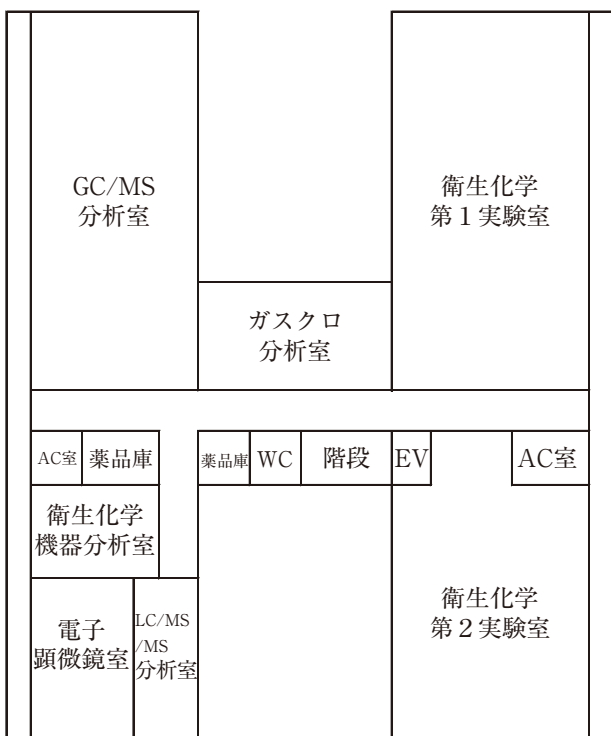 GC/MS
分析室
衛生化学
第１実験室
ガスクロ
分析室
AC室
薬品庫
薬品庫
WC
階段
EV
AC室
衛生化学
機器分析室
電子
顕微鏡室
LC/MS
/MS
分析室
衛生化学
第２実験室